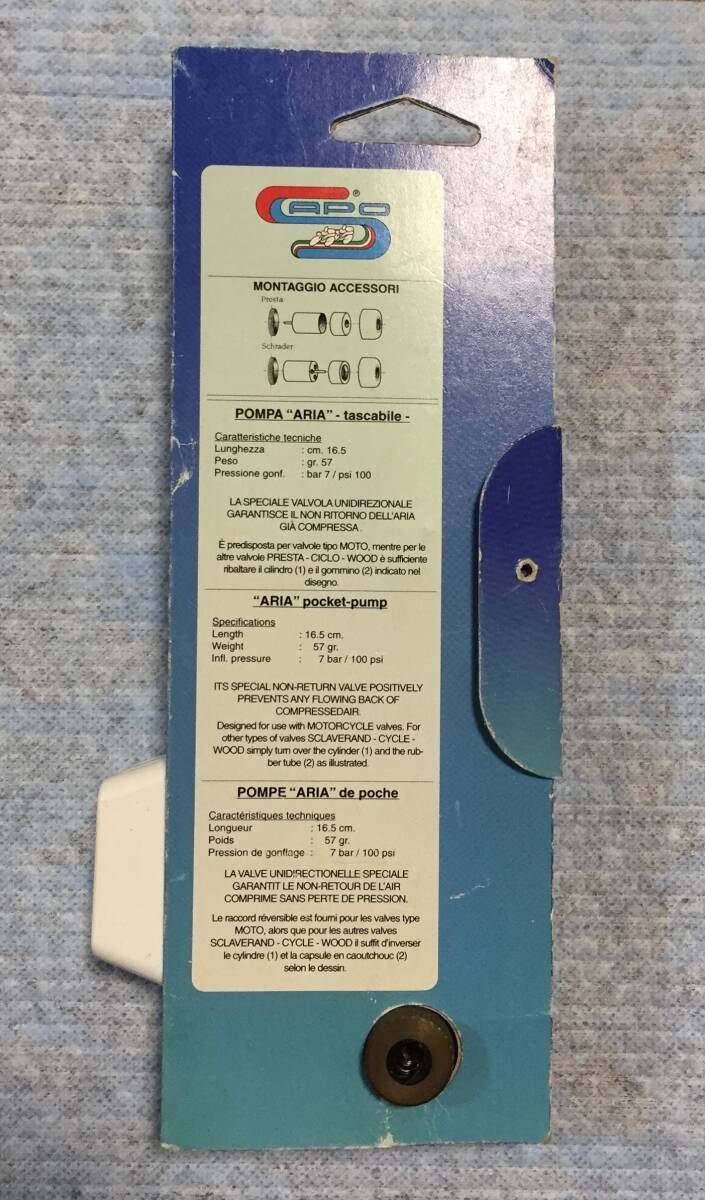 CAPO®
MONTAGGIO ACCESSORI
Presta
Schrader
POMPA "ARIA" - tascabile -
Caratteristiche tecniche
Lunghezza : cm. 16.5
Peso : gr. 57
Pressione gonf. : bar 7 / psi 100
LA SPECIALE VALVOLA UNIDIREZIONALE
GARANTISCE IL NON RITORNO DELL'ARIA
GIÀ COMPRESSA.
È predisposta per valvole tipo MOTO, mentre per le
altre valvole PRESTA - CICLO - WOOD è sufficiente
ribaltare il cilindro (1) e il gommino (2) indicato nel
disegno.
"ARIA" pocket-pump
Specifications
Length : 16.5 cm.
Weight : 57 gr.
Infl. pressure : 7 bar / 100 psi
ITS SPECIAL NON-RETURN VALVE POSITIVELY
PREVENTS ANY FLOWING BACK OF
COMPRESSEDAIR.
Designed for use with MOTORCYCLE valves. For
other types of valves SCLAVERAND - CYCLE -
WOOD simply turn over the cylinder (1) and the rub-
ber tube (2) as illustrated.
POMPE "ARIA" de poche
Caractéristiques techniques
Longueur : 16.5 cm.
Poids : 57 gr.
Pression de gonflage : 7 bar / 100 psi
LA VALVE UNIDIRECTIONELLE SPECIALE
GARANTIT LE NON-RETOUR DE L'AIR
COMPRIME SANS PERTE DE PRESSION.
Le raccord réversible est fourni pour les valves type
MOTO, alors que pour les autres valves
SCLAVERAND - CYCLE - WOOD il suffit d'inverser
le cylindre (1) et la capsule en caoutchouc (2)
selon le dessin.